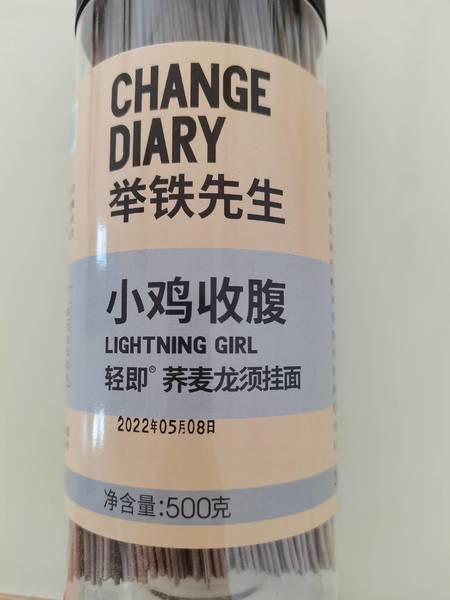 CHANGE
DIARY
举铁先生
小鸡收腹
LIGHTNING GIRL
轻即® 荞麦龙须挂面
2022年05月08日
净含量:500克